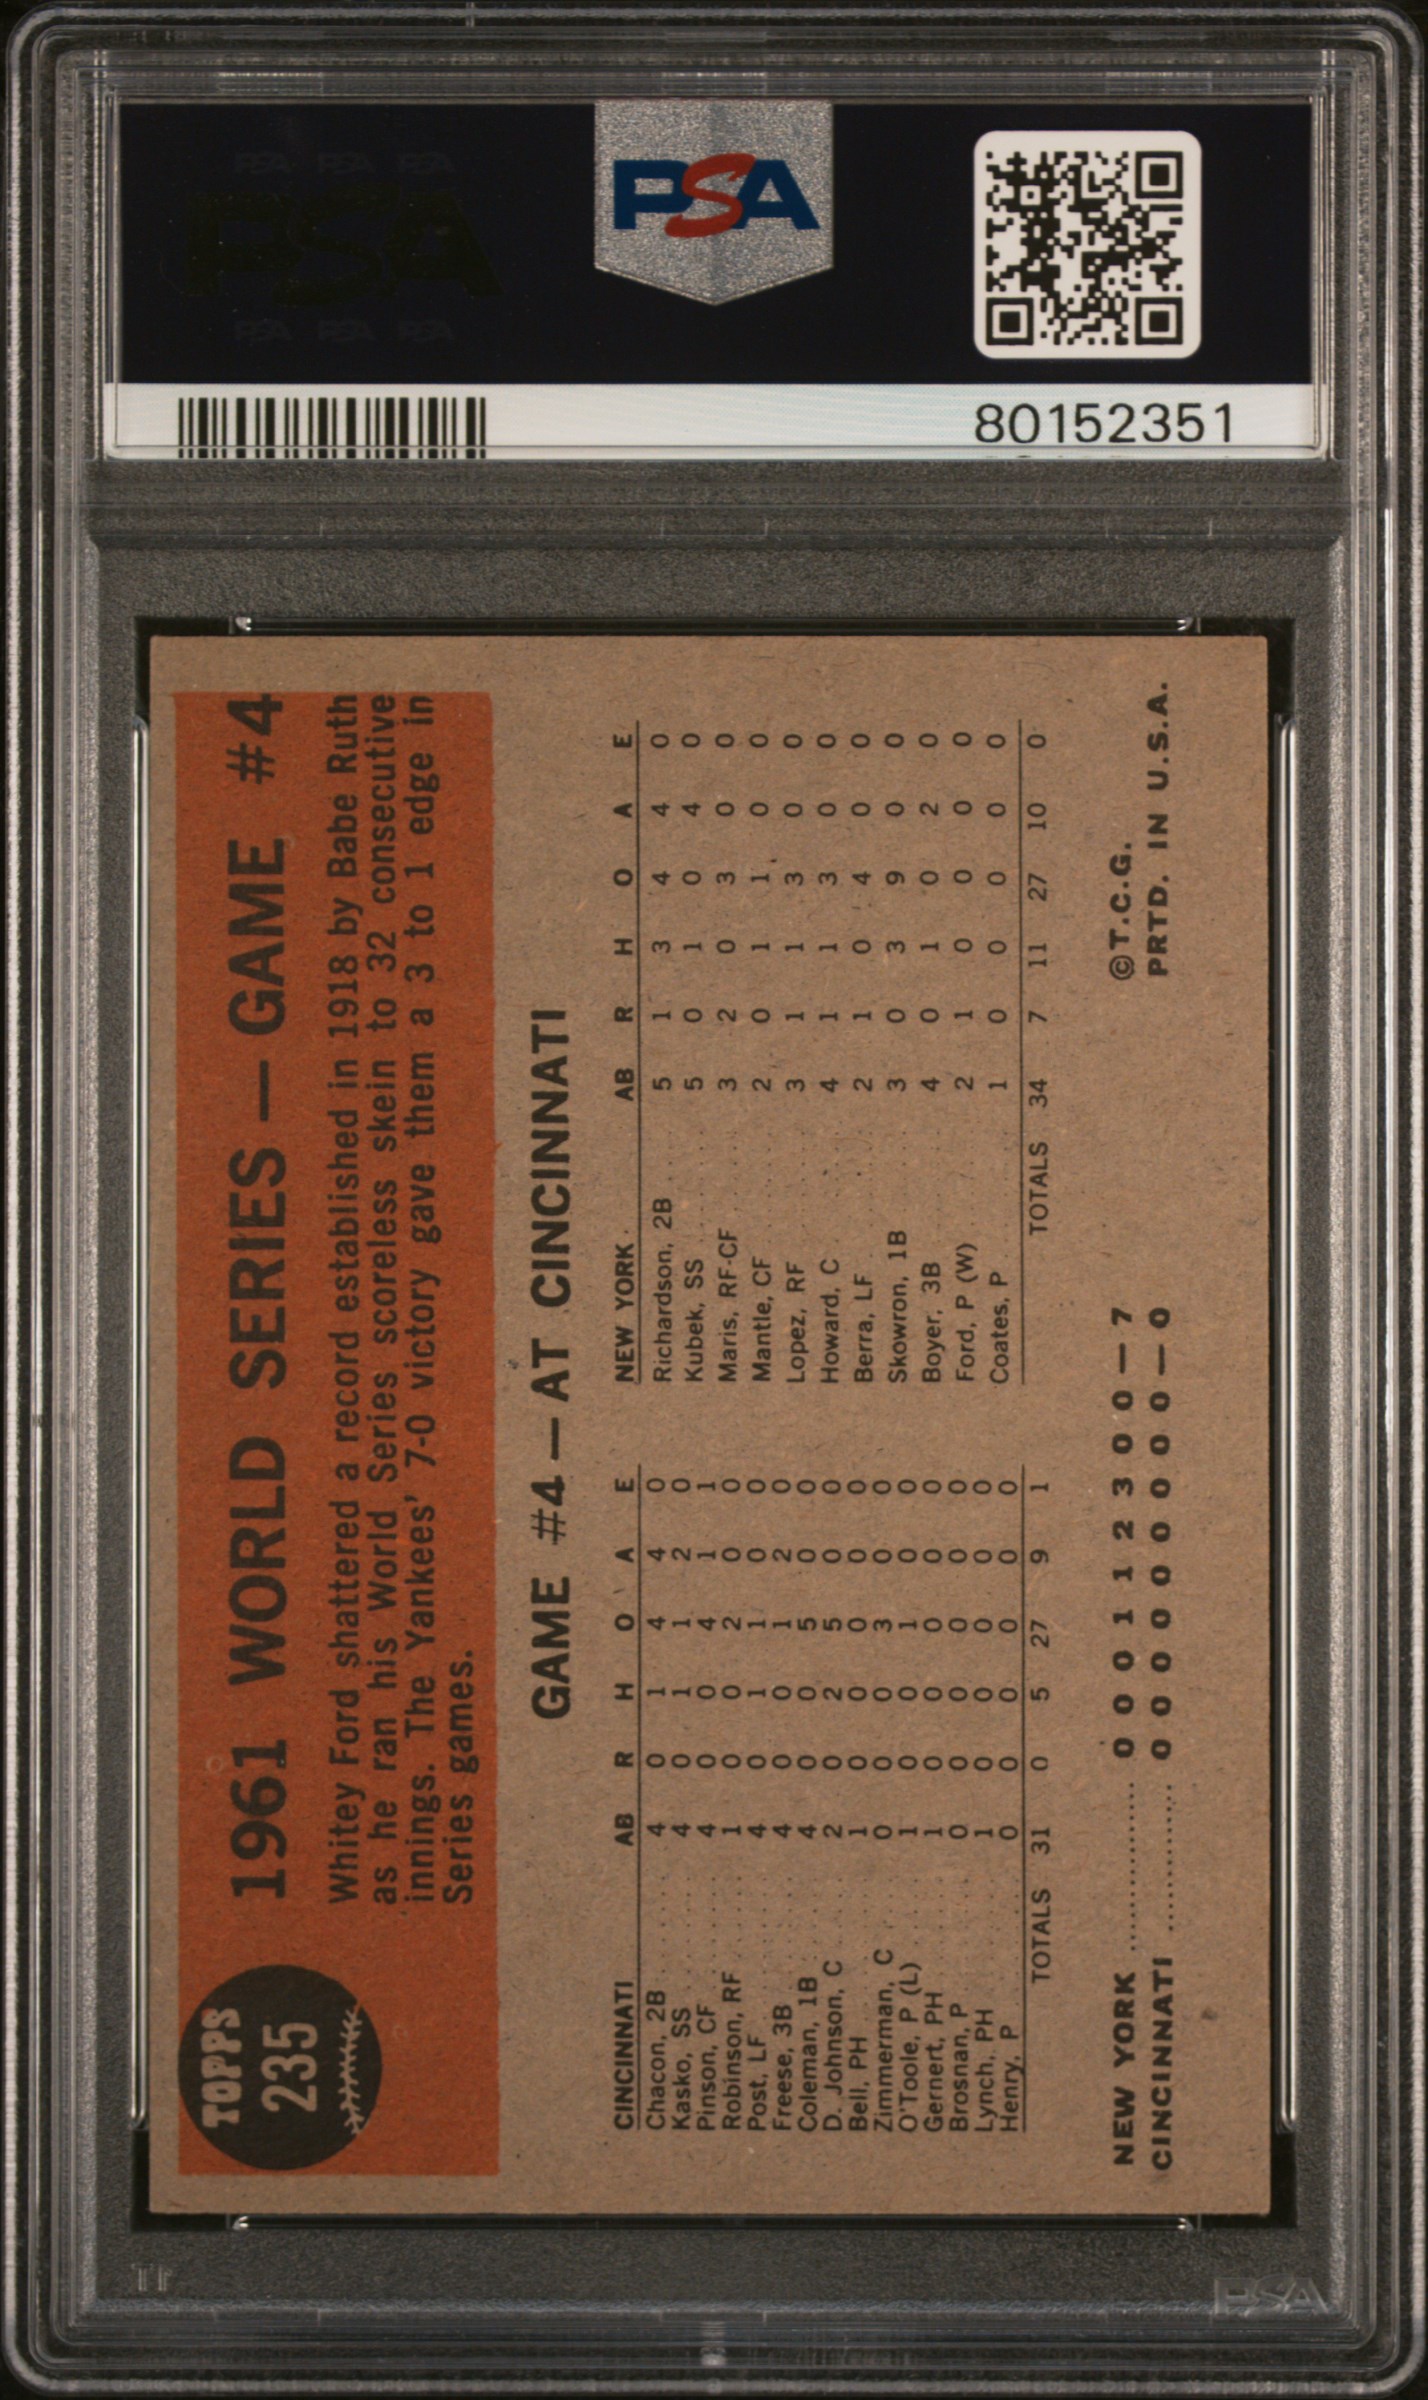 PSA PSA PSA
PSA
PSA PSA PSA
PSA
80152351
TOPPS
235
1961 WORLD SERIES — GAME #4
Whitey Ford shattered a record established in 1918 by Babe Ruth
as he ran his World Series scoreless skein to 32 consecutive
innings. The Yankees' 7-0 victory gave them a 3 to 1 edge in
Series games.
GAME #4 — AT CINCINNATI
CINCINNATI AB R H O A E
Chacon, 2B 4 0 1 4 4 0
Kasko, SS 4 0 1 1 2 0
Pinson, CF 4 0 0 4 1 1
Robinson, RF 1 0 0 2 0 0
Post, LF 4 0 1 1 0 0
Freese, 3B 4 0 0 1 2 0
Coleman, 1B 4 0 0 5 0 0
D. Johnson, C 2 0 2 5 0 0
Bell, PH 1 0 0 0 0 0
Zimmerman, C 0 0 0 3 0 0
O'Toole, P (L) 1 0 0 1 0 0
Gernert, PH 1 0 0 0 0 0
Brosnan, P 0 0 0 0 0 0
Lynch, PH 1 0 0 0 0 0
Henry, P 0 0 0 0 0 0
TOTALS 31 0 5 27 9 1
NEW YORK AB R H O A E
Richardson, 2B 5 1 3 4 4 0
Kubek, SS 5 0 1 0 4 0
Maris, RF-CF 3 2 0 3 0 0
Mantle, CF 2 0 1 1 0 0
Lopez, RF 3 1 1 3 0 0
Howard, C 4 1 1 3 0 0
Berra, LF 2 1 0 4 0 0
Skowron, 1B 3 0 3 9 0 0
Boyer, 3B 4 0 1 0 2 0
Ford, P (W) 2 1 0 0 0 0
Coates, P 1 0 0 0 0 0
TOTALS 34 7 11 27 10 0
NEW YORK ............... 0 0 0 1 1 2 3 0 0 — 7
CINCINNATI ............. 0 0 0 0 0 0 0 0 0 — 0
©T.C.G.
PRTD. IN U.S.A.
PSA